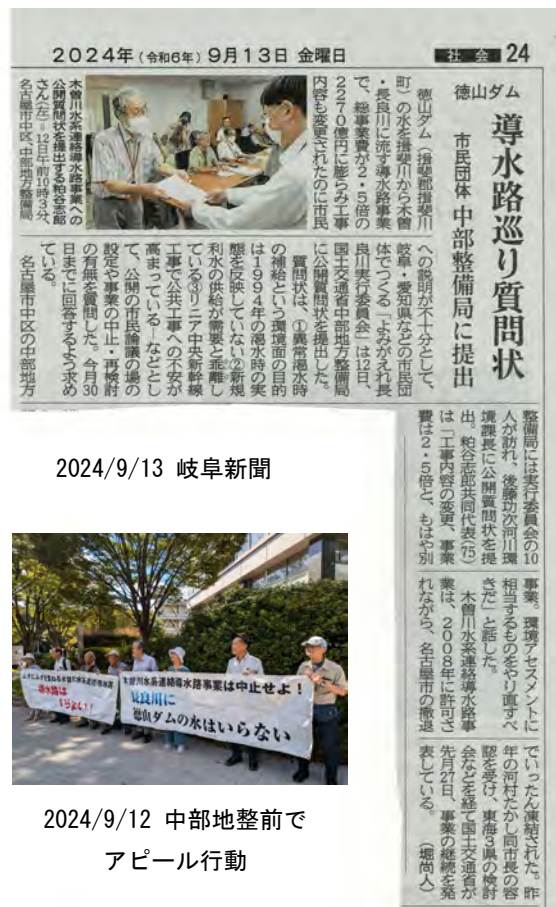 2024年(令和6年)9月13日 金曜日
社会 24
徳山ダム
導水路巡り質問状
市民団体 中部整備局に提出
徳山ダム(揖斐郡揖斐川
町)の水を揖斐川から木曽
・長良川に流す導水路事業
で、総事業費が2・5倍の
2270億円に膨らみ工事
内容も変更されたのに市民
木曽川水系連絡導水路事業への
公開質問状を提出する粕谷志郎
さん(左)=12日午前10時3分、
名古屋市中区、中部地方整備局
への説明が不十分として、
岐阜・愛知県などの市民団
体でつくる「よみがえれ長
良川実行委員会」は12日、
国土交通省中部地方整備局
に公開質問状を提出した。
質問状は、①異常渇水時
の補給という環境面の目的
は1994年の渇水時の実
態を反映していない②新規
利水の供給が需要と乖離し
ている③リニア中央新幹線
工事で公共工事への不安が
高まっている―などとし
て、公開の市民論議の場の
設定や事業の中止・再検討
の有無を質問した。今月30
日までに回答するよう求め
ている。
名古屋市中区の中部地方
整備局には実行委員会の10
人が訪れ、後藤功次河川環
境課長に公開質問状を提
出。粕谷志郎共同代表(75)
は「工事内容の変更、事業
費は2・5倍と、もはや別
事業。環境アセスメントに
相当するものをやり直すべ
きだ」と話した。
木曽川水系連絡導水路事
業は、2008年に許可さ
れながら、名古屋市の撤退
でいったん凍結された。昨
年の河村たかし同市長の容
認を受け、東海3県の検討
会などを経て国土交通省が
先月27日、事業の継続を発
表している。 (堀尚人)
2024/9/13 岐阜新聞
導水路は
いらない!!
木曽川水系連絡導水路事業は中止せよ!
長良川に
徳山ダムの水はいらない
2024/9/12 中部地整前で
アピール行動